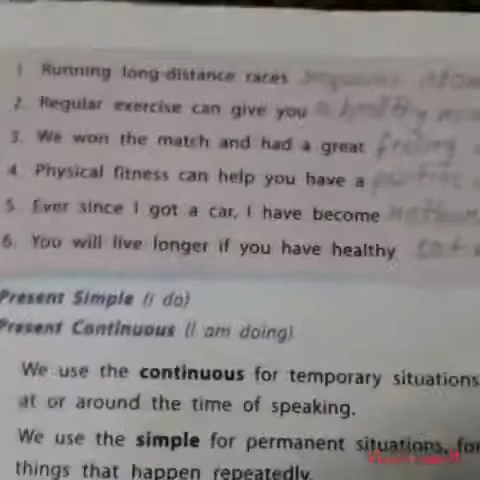 1. Running long-distance races
2. Regular exercise can give you a healthy
3. We won the match and had a great feeling
4. Physical fitness can help you have a
5. Ever since I got a car, I have become
6. You will live longer if you have healthy
Present Simple (I do)
Present Continuous (I am doing)
We use the continuous for temporary situations
at or around the time of speaking.
We use the simple for permanent situations, for
things that happen repeatedly.